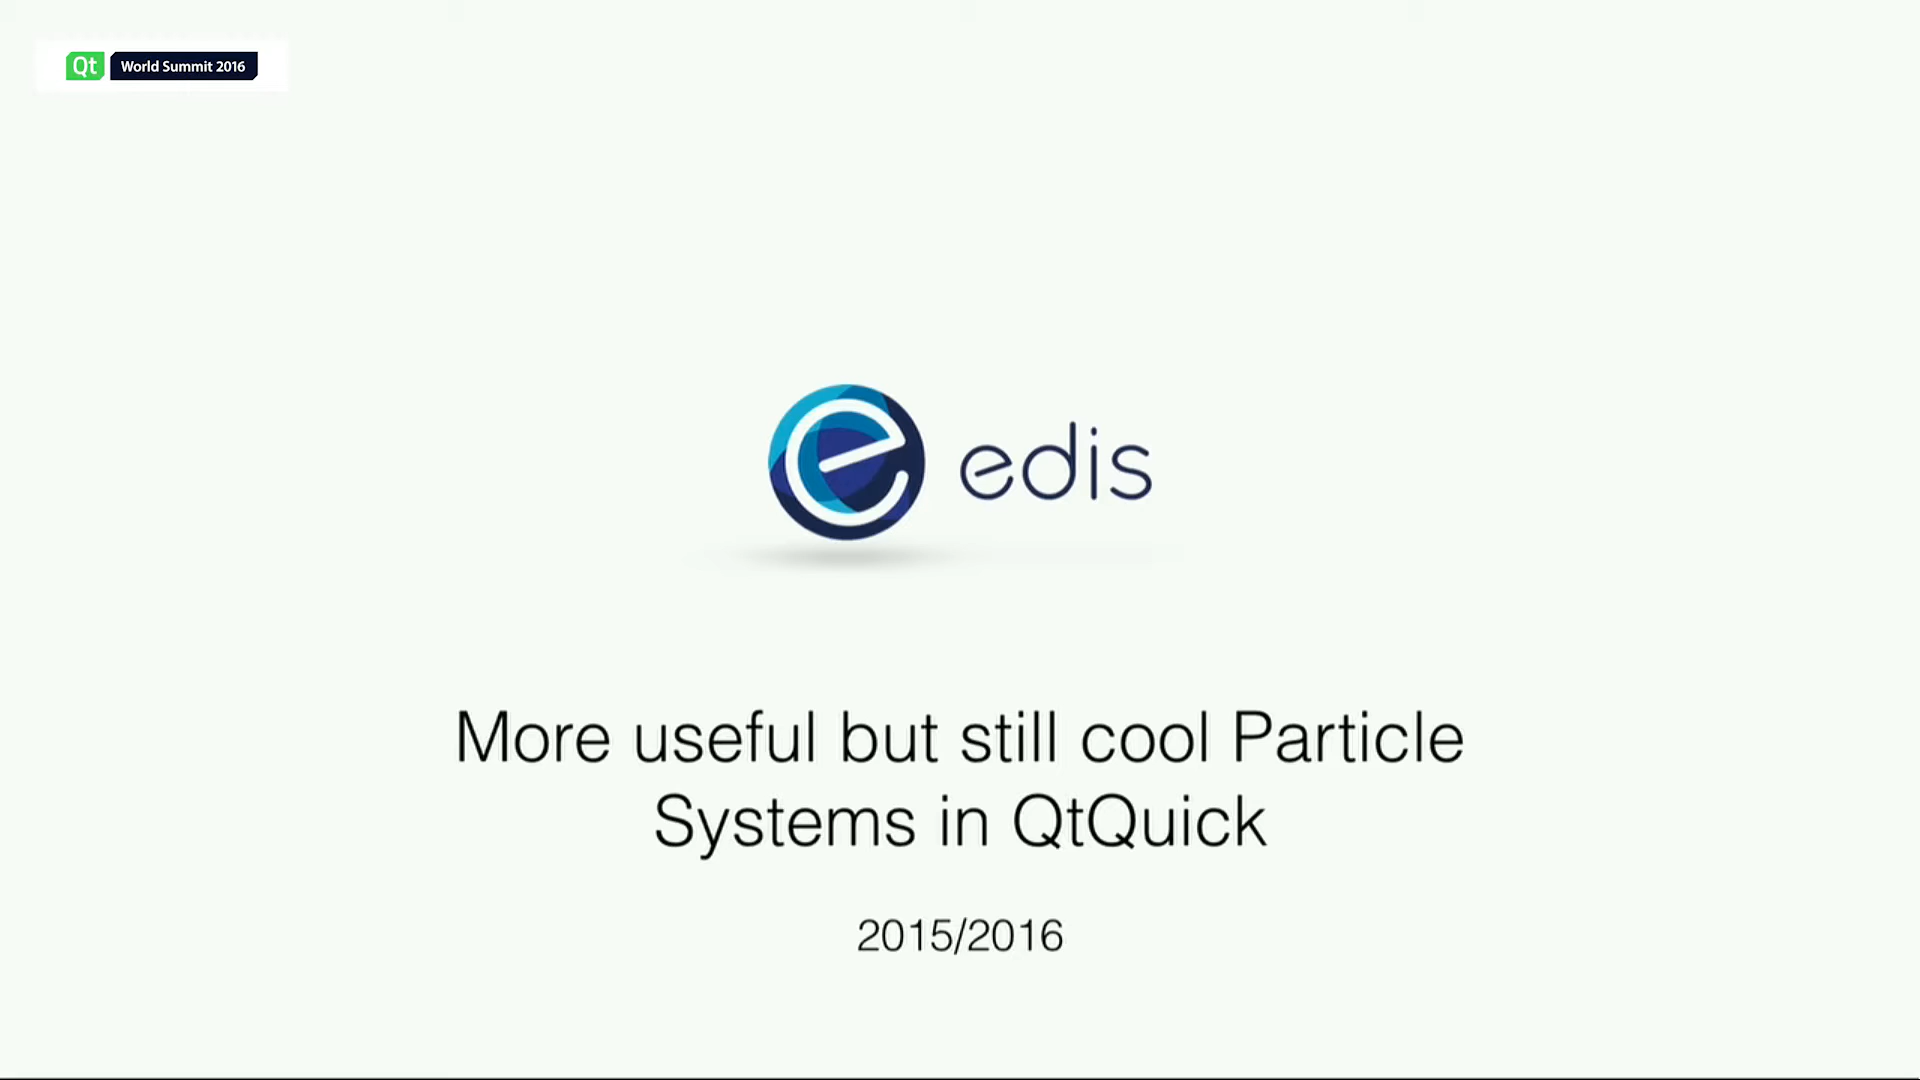 Qt World Summit 2016
e edis
More useful but still cool Particle
Systems in QtQuick
2015/2016